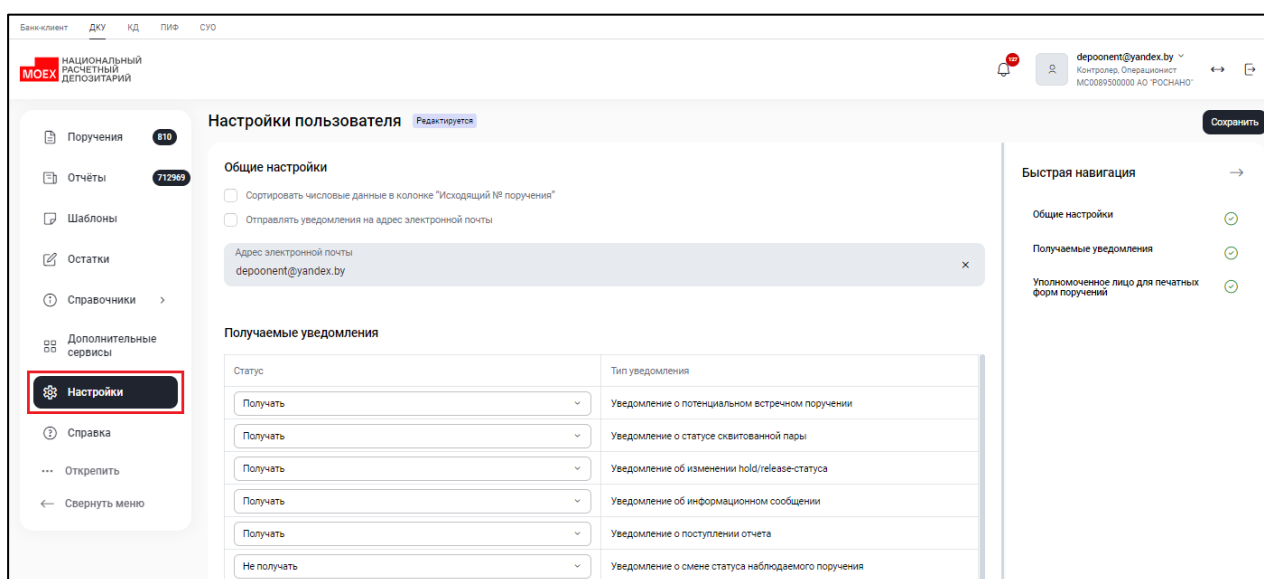 Банк-клиент ДКУ КД ПИФ СУО
MOEX НАЦИОНАЛЬНЫЙ РАСЧЕТНЫЙ ДЕПОЗИТАРИЙ
137
depoonent@yandex.by
Контролер, Операционист
МС0089500000 АО "РОСНАНО"
Поручения 810
Отчёты 712969
Шаблоны
Остатки
Справочники
Дополнительные
сервисы
Настройки
Справка
Открепить
Свернуть меню
Настройки пользователя Редактируется
Сохранить
Общие настройки
Сортировать числовые данные в колонке "Исходящий № поручения"
Отправлять уведомления на адрес электронной почты
Адрес электронной почты
depoonent@yandex.by
Получаемые уведомления
Статус Тип уведомления
Получать Уведомление о потенциальном встречном поручении
Получать Уведомление о статусе сквитованной пары
Получать Уведомление об изменении hold/release-статуса
Получать Уведомление об информационном сообщении
Получать Уведомление о поступлении отчета
Не получать Уведомление о смене статуса наблюдаемого поручения
Быстрая навигация
Общие настройки
Получаемые уведомления
Уполномоченное лицо для печатных
форм поручений